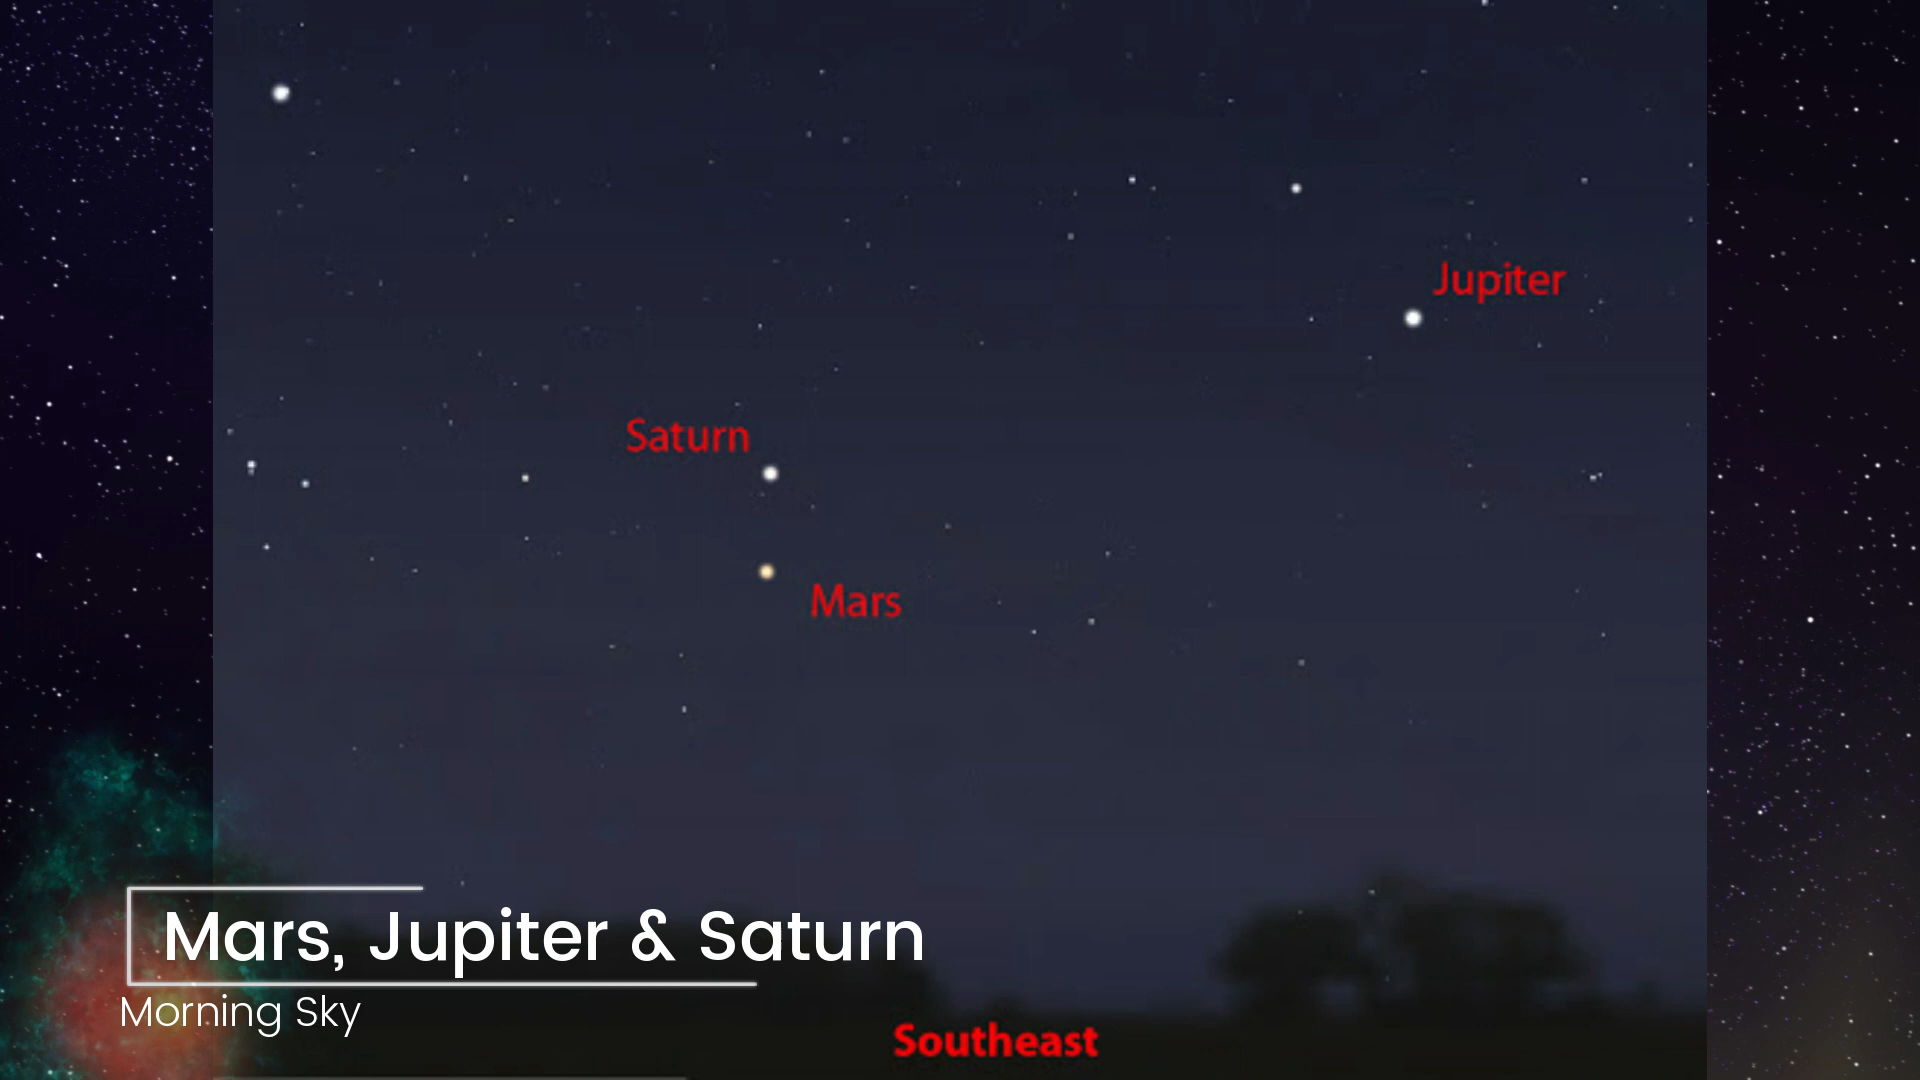 Jupiter
Saturn
Mars
Mars, Jupiter & Saturn
Morning Sky
Southeast